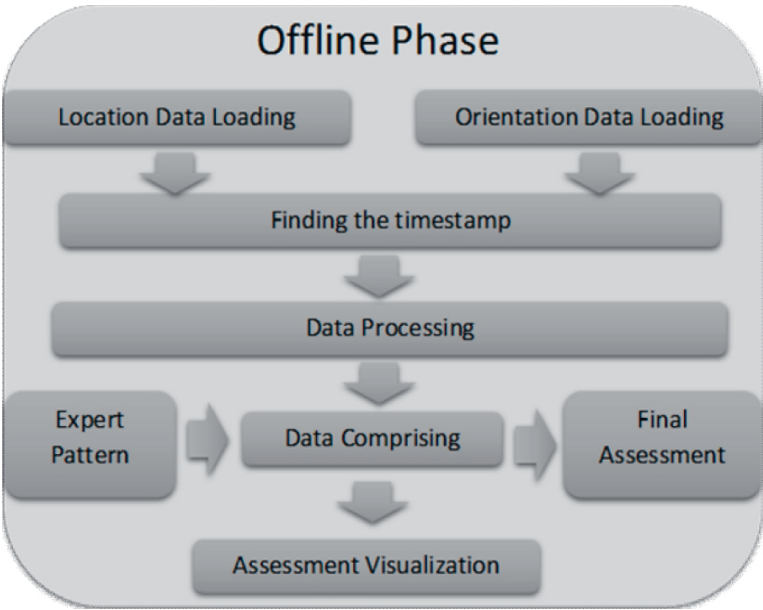 Offline Phase
Location Data Loading
Orientation Data Loading
Finding the timestamp
Data Processing
Expert
Pattern
Data Comprising
Final
Assessment
Assessment Visualization